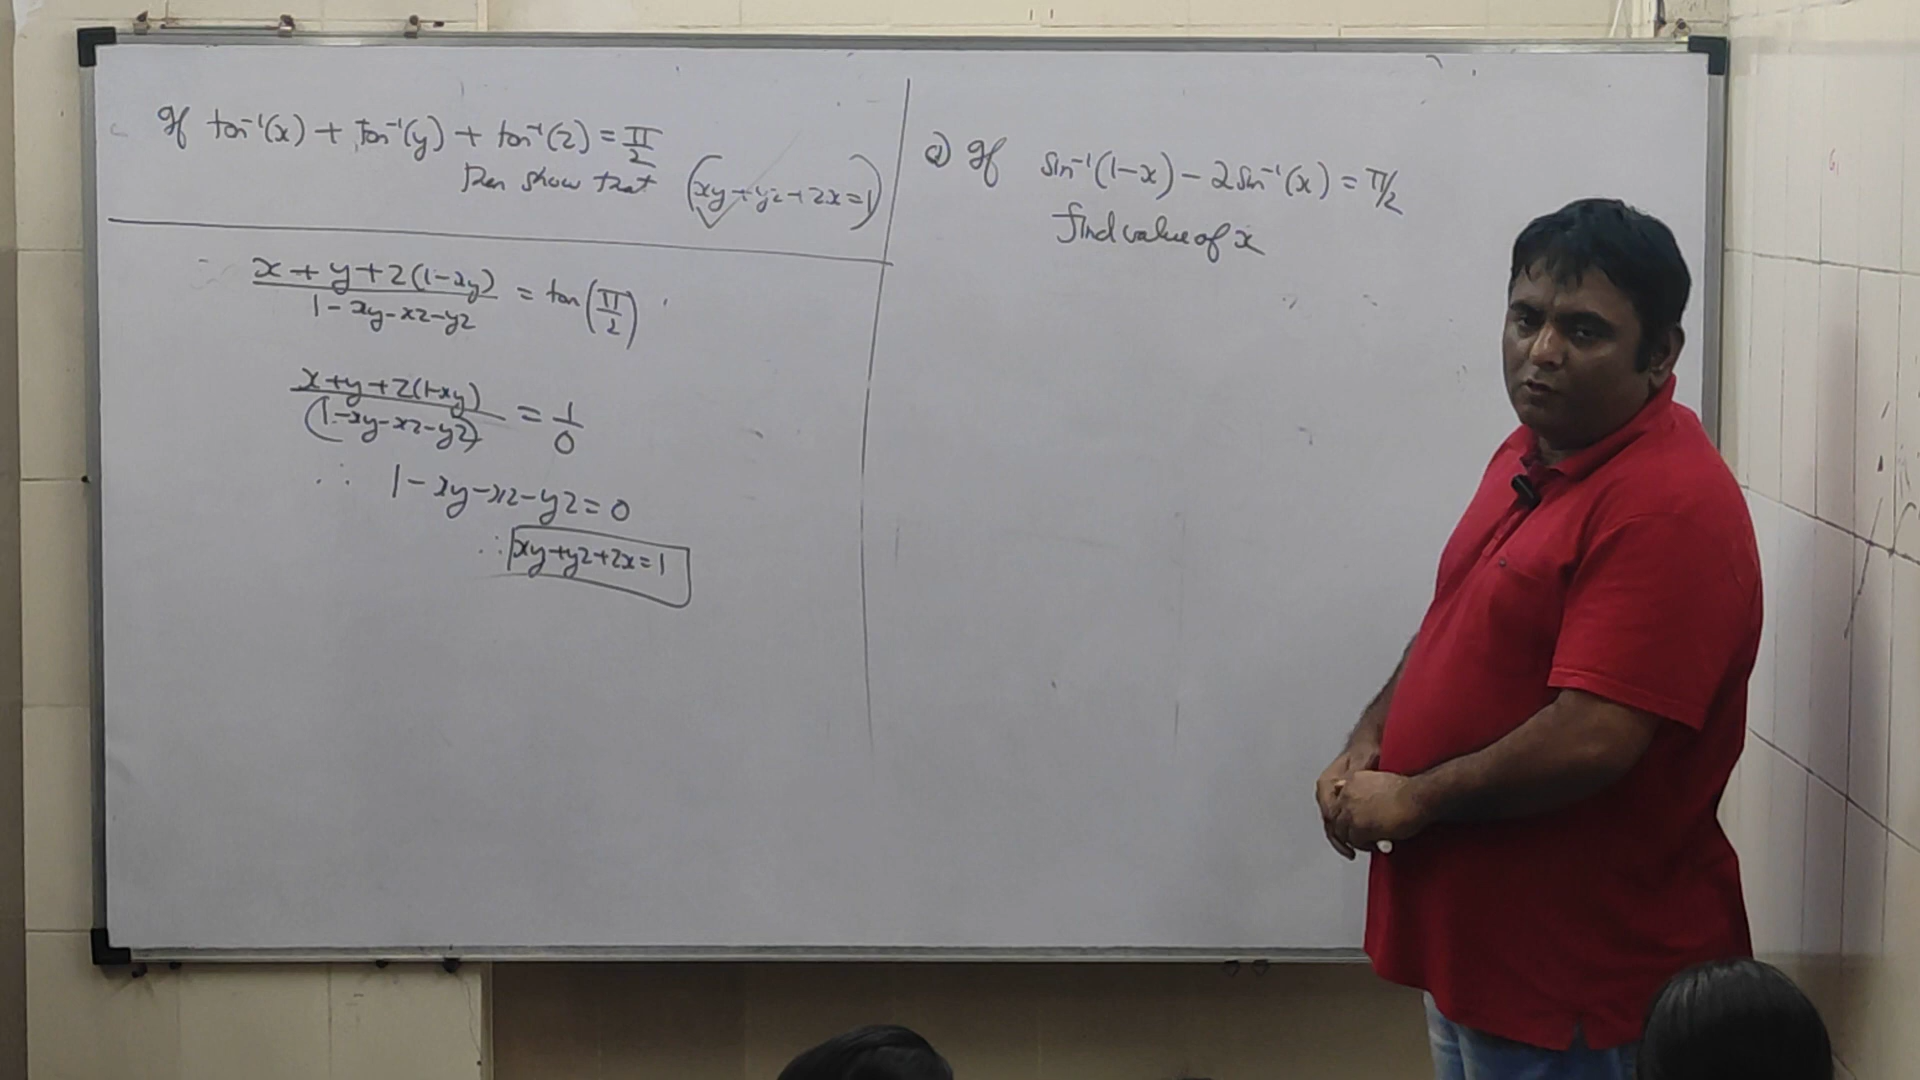 If tan⁻¹(x) + tan⁻¹(y) + tan⁻¹(z) = π/2
then show that (xy+yz+zx=1)
x + y + z(1-xy) / 1-xy-xz-yz = tan(π/2)
x+y+z(1-xy) / (1-xy-xz-yz) = 1/0
∴ 1-xy-xz-yz=0
∴ xy+yz+zx=1
Q) If sin⁻¹(1-x) - 2sin⁻¹(x) = π/2
find value of x